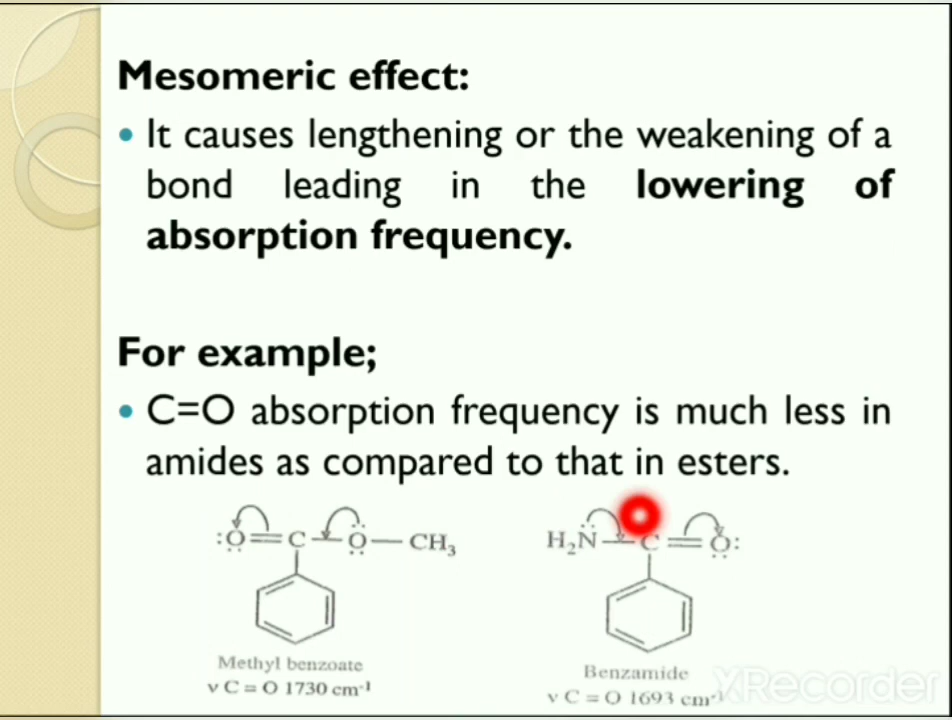 Mesomeric effect:
• It causes lengthening or the weakening of a
bond leading in the lowering of
absorption frequency.
For example;
• C=O absorption frequency is much less in
amides as compared to that in esters.
:Ö=C–Ö–CH₃
H₂N̈–C=Ö:
Methyl benzoate
ν C = O 1730 cm⁻¹
Benzamide
ν C = O 1693 cm⁻¹
XRecorder